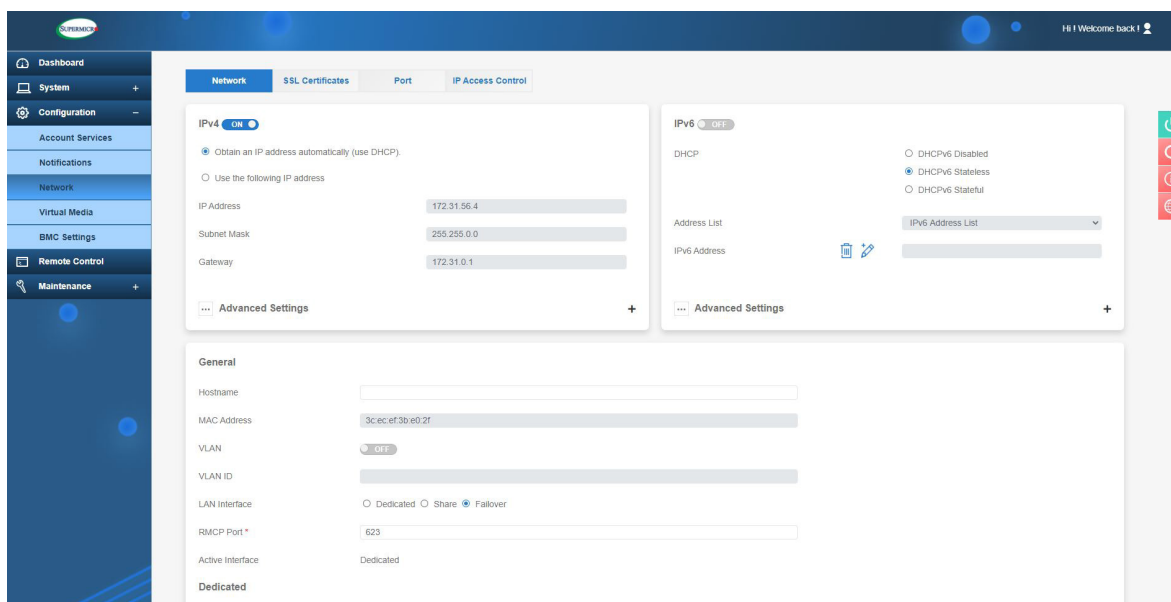 SUPERMICR
Hi ! Welcome back !
Dashboard
System +
Configuration −
Account Services
Notifications
Network
Virtual Media
BMC Settings
Remote Control
Maintenance +
Network SSL Certificates Port IP Access Control
IPv4 ON
Obtain an IP address automatically (use DHCP).
Use the following IP address
IP Address 172.31.56.4
Subnet Mask 255.255.0.0
Gateway 172.31.0.1
... Advanced Settings +
IPv6 OFF
DHCP DHCPv6 Disabled
DHCPv6 Stateless
DHCPv6 Stateful
Address List IPv6 Address List
IPv6 Address
... Advanced Settings +
General
Hostname
MAC Address 3c:ec:ef:3b:e0:2f
VLAN OFF
VLAN ID
LAN Interface Dedicated Share Failover
RMCP Port * 623
Active Interface Dedicated
Dedicated